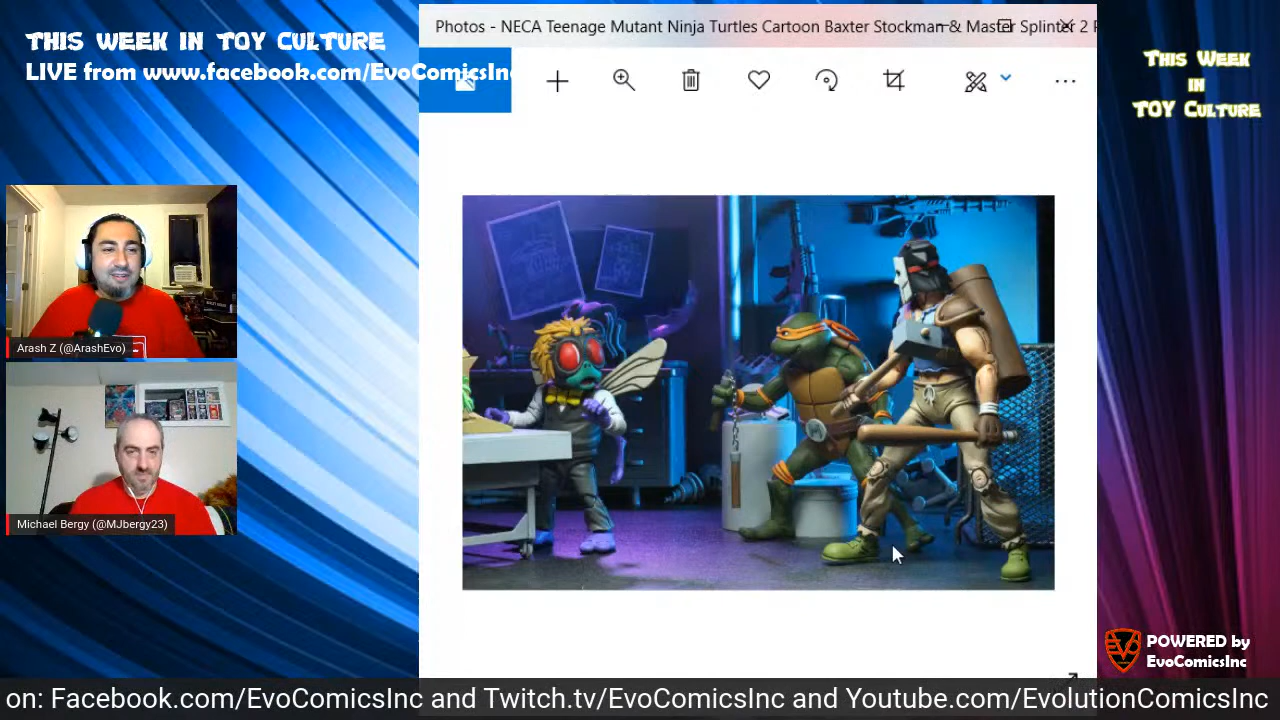 THIS WEEK IN TOY CULTURE
LIVE from www.facebook.com/EvoComicsInc
Photos - NECA Teenage Mutant Ninja Turtles Cartoon Baxter Stockman & Master Splinter 2 P
This Week
in
TOY Culture
Arash Z (@ArashEvo)
Michael Bergy (@MJbergy23)
POWERED by
EvoComicsInc
on: Facebook.com/EvoComicsInc and Twitch.tv/EvoComicsInc and Youtube.com/EvolutionComicsInc